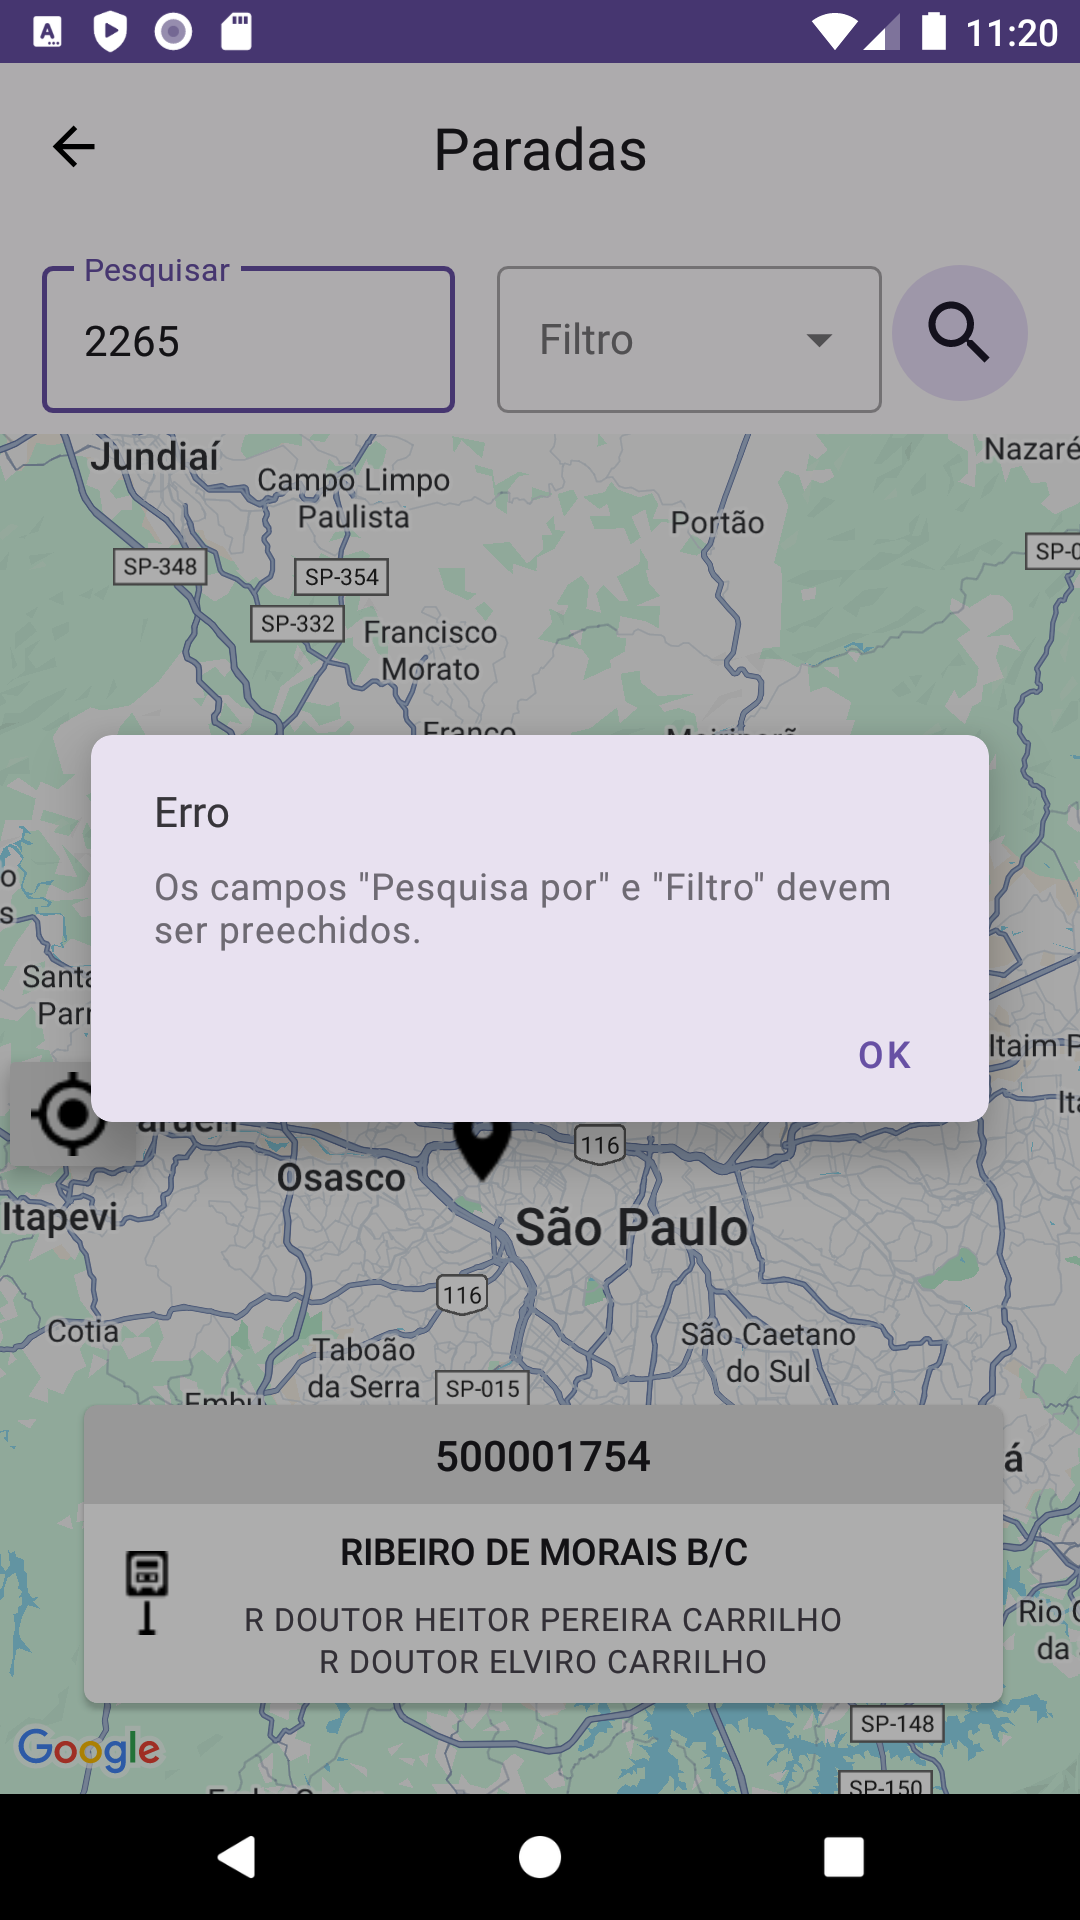 11:20
Paradas
Pesquisar
2265
Filtro
Jundiaí
Nazaré
Campo Limpo
Paulista
Portão
SP-348
SP-354
SP-332
Francisco
Morato
Franco
Erro
Os campos "Pesquisa por" e "Filtro" devem
ser preechidos.
OK
Santa
Itaim P
116
Osasco
Itapevi
São Paulo
116
Cotia
Taboão
da Serra
São Caetano
do Sul
SP-015
Embu
500001754
á
RIBEIRO DE MORAIS B/C
R DOUTOR HEITOR PEREIRA CARRILHO
R DOUTOR ELVIRO CARRILHO
Rio
da
SP-148
Google
SP-150